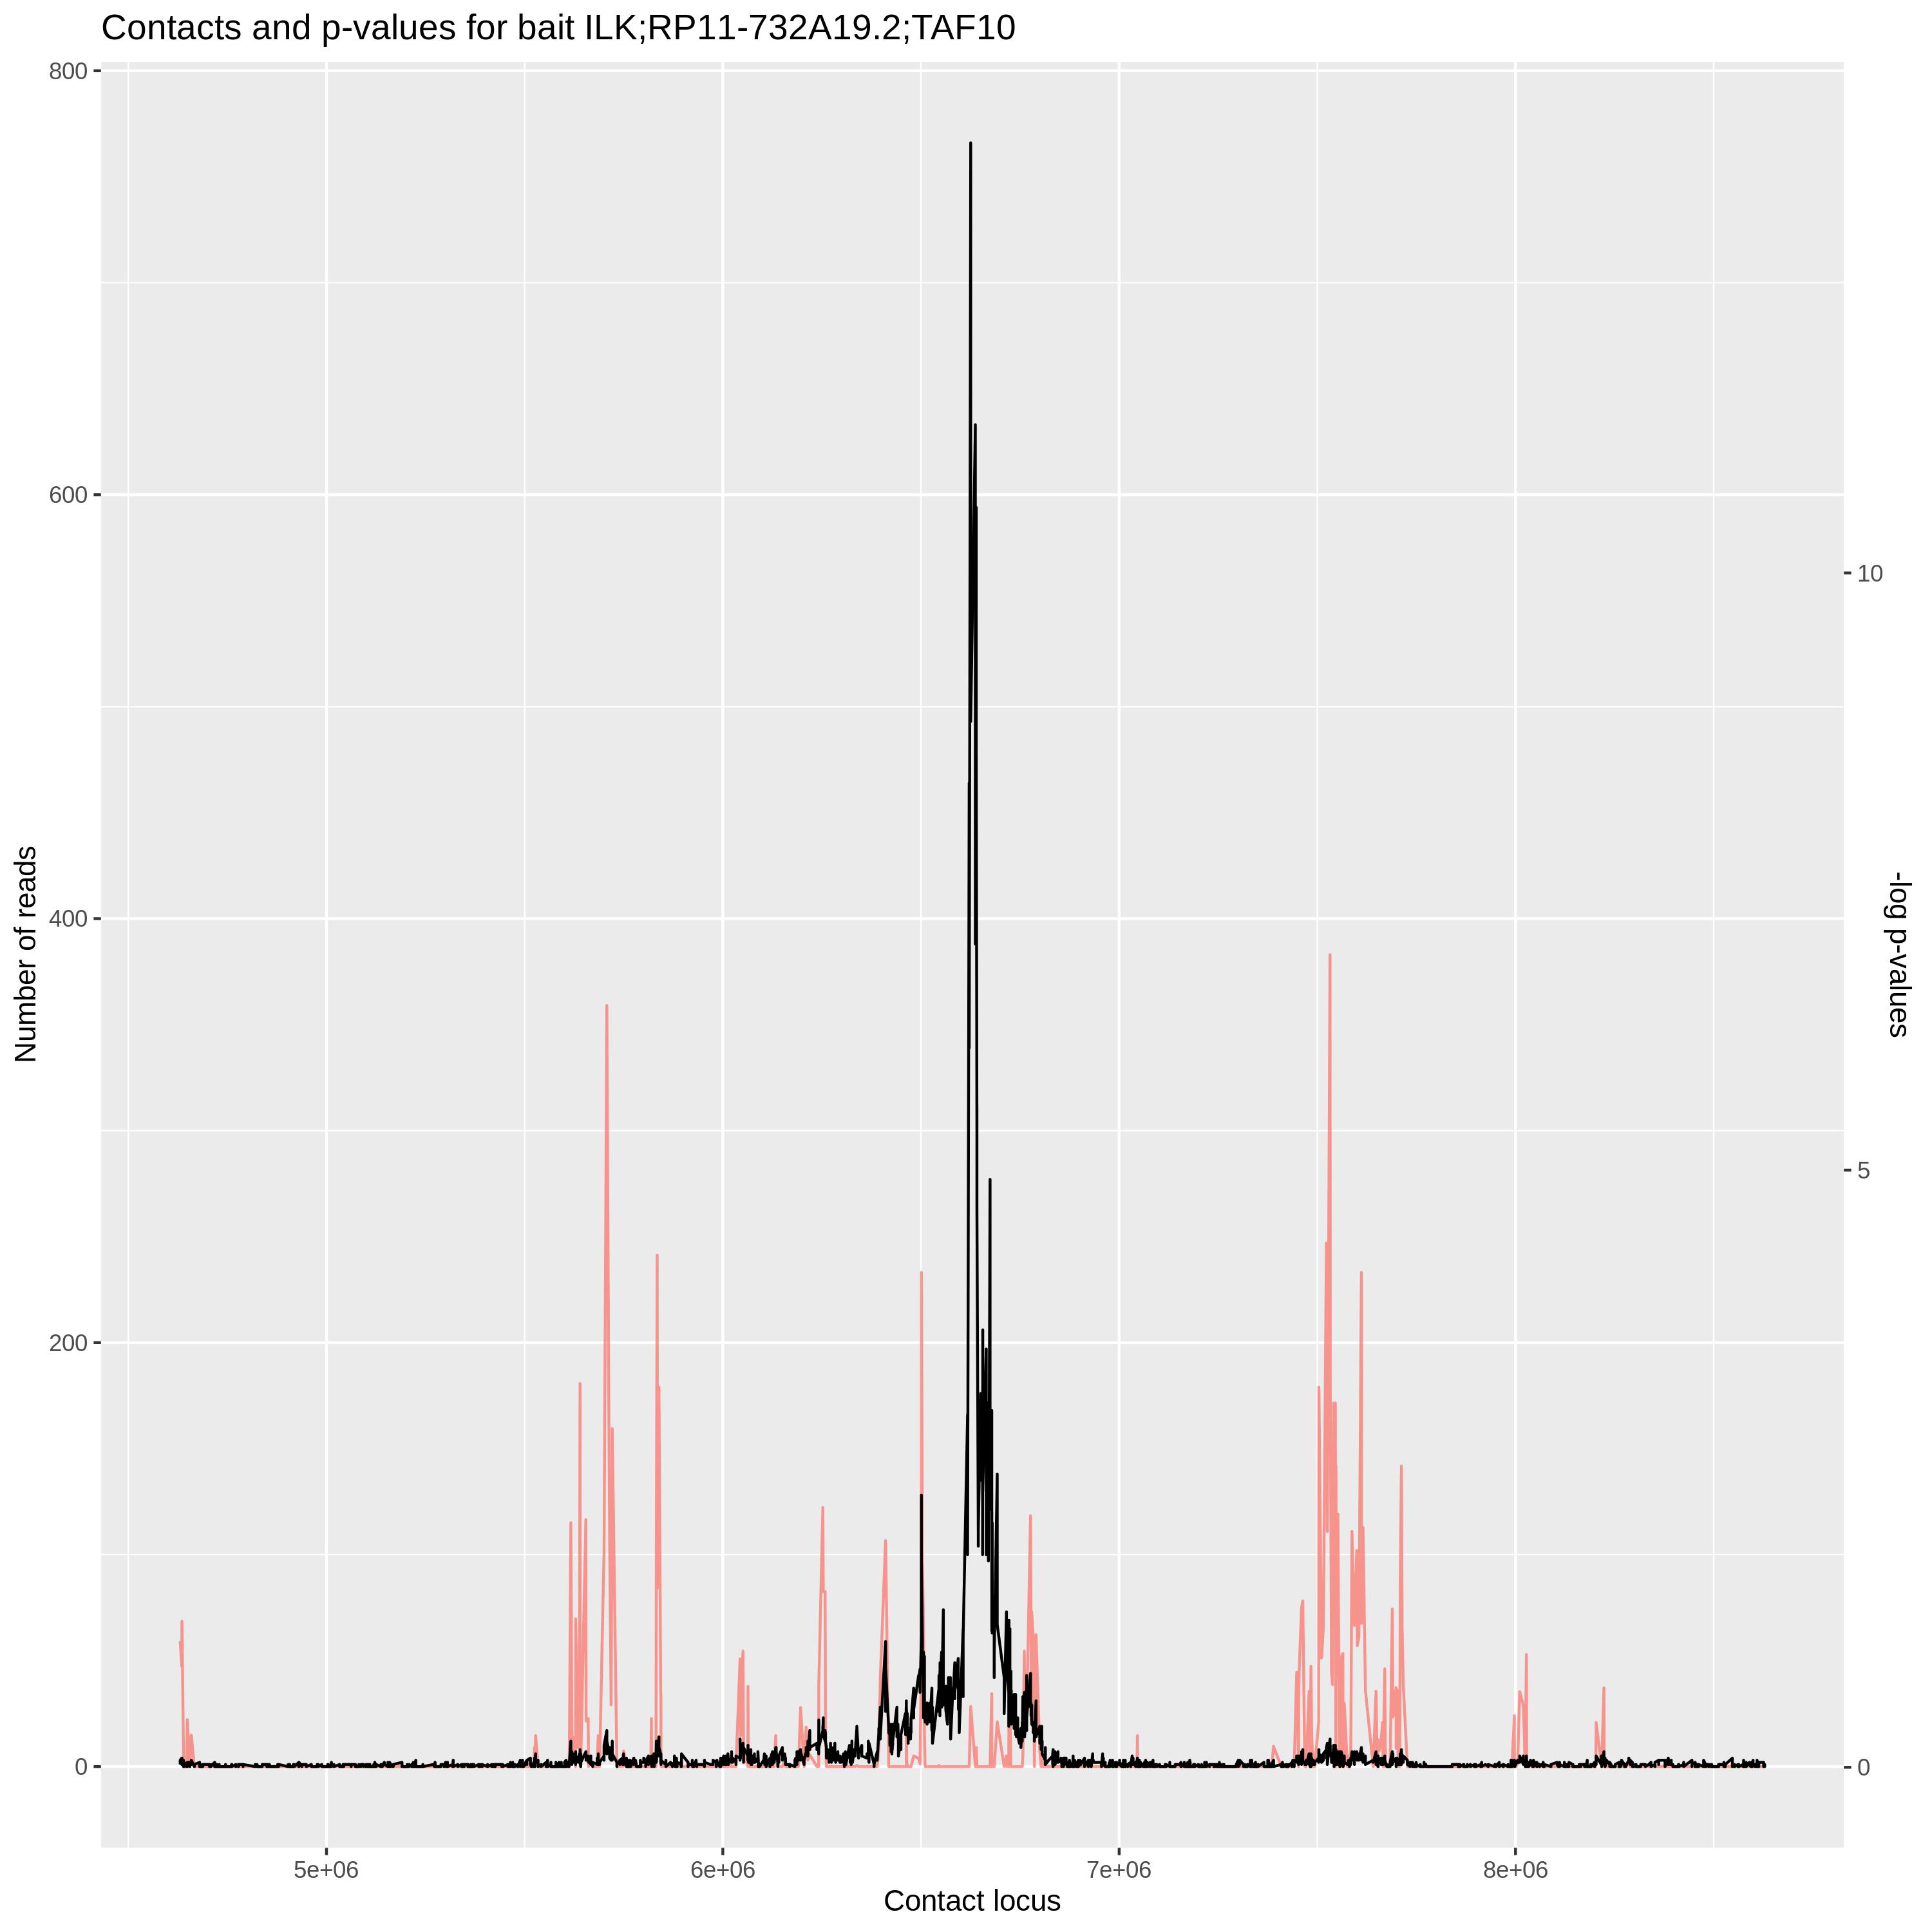 Contacts and p-values for bait ILK;RP11-732A19.2;TAF10
800
600
400
200
0
Number of reads
10
5
0
-log p-values
5e+06
6e+06
7e+06
8e+06
Contact locus